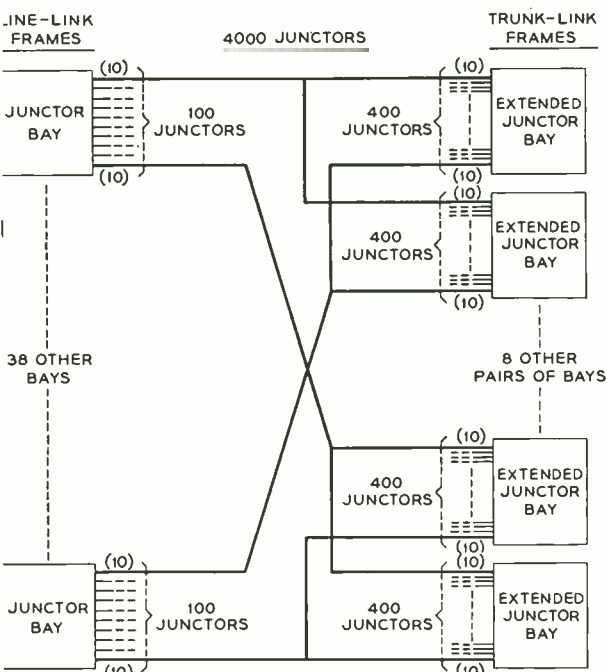 LINE-LINK
FRAMES
4000 JUNCTORS
TRUNK-LINK
FRAMES
(10)
JUNCTOR
BAY
100
JUNCTORS
(10)
(10)
400
JUNCTORS
EXTENDED
JUNCTOR
BAY
(10)
(10)
400
JUNCTORS
EXTENDED
JUNCTOR
BAY
(10)
38 OTHER
BAYS
8 OTHER
PAIRS OF BAYS
(10)
400
JUNCTORS
EXTENDED
JUNCTOR
BAY
(10)
(10)
JUNCTOR
BAY
100
JUNCTORS
(10)
(10)
400
JUNCTORS
EXTENDED
JUNCTOR
BAY
(10)